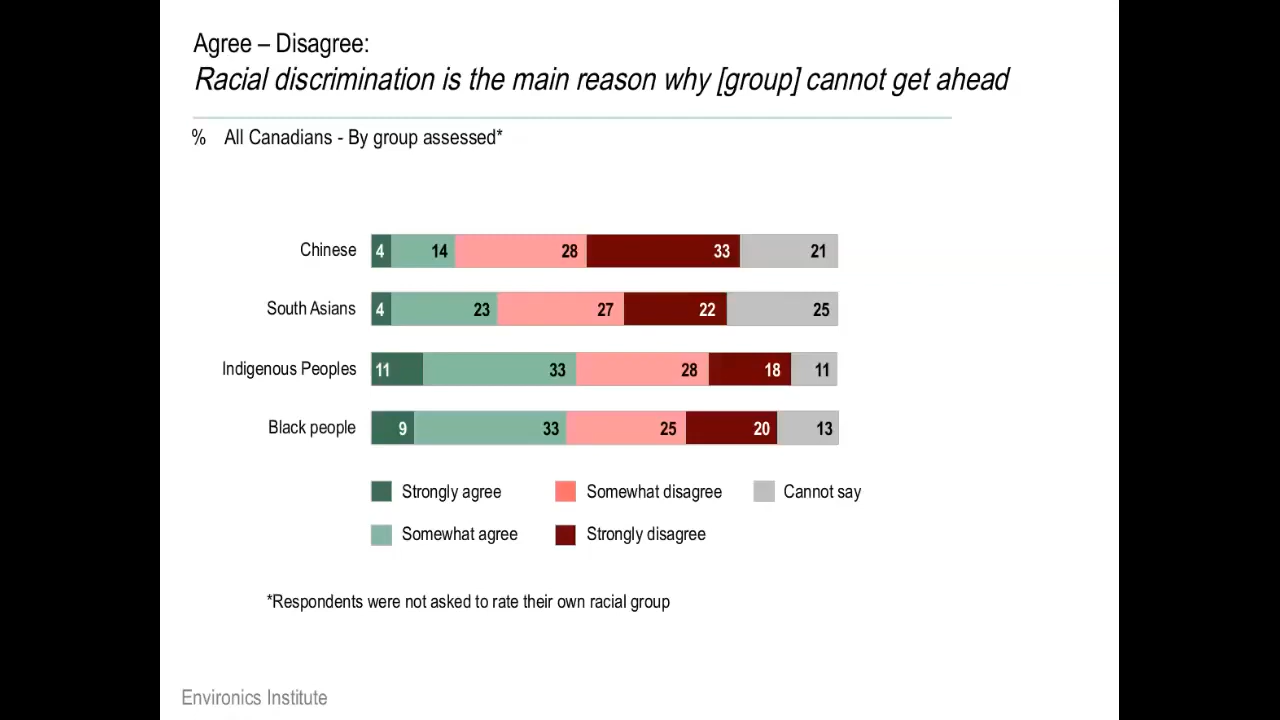 Agree – Disagree:
Racial discrimination is the main reason why [group] cannot get ahead
% All Canadians - By group assessed*
Chinese 4 14 28 33 21
South Asians 4 23 27 22 25
Indigenous Peoples 11 33 28 18 11
Black people 9 33 25 20 13
Strongly agree Somewhat disagree Cannot say
Somewhat agree Strongly disagree
*Respondents were not asked to rate their own racial group
Environics Institute